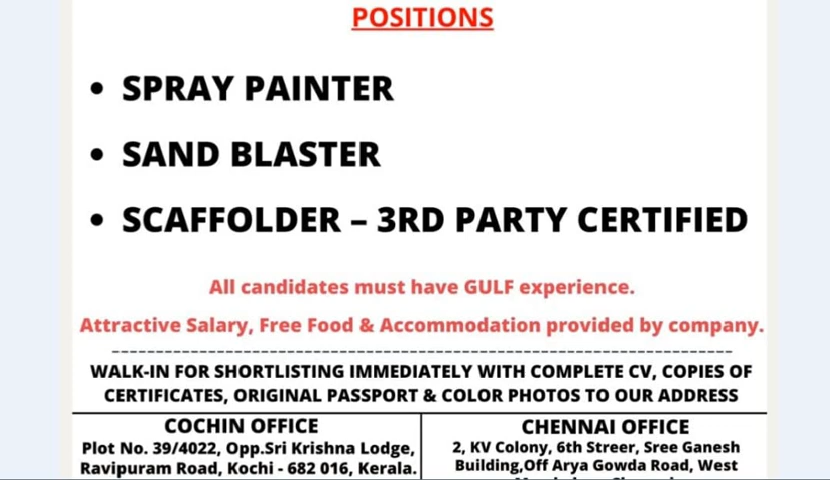 POSITIONS
• SPRAY PAINTER
• SAND BLASTER
• SCAFFOLDER – 3RD PARTY CERTIFIED
All candidates must have GULF experience.
Attractive Salary, Free Food & Accommodation provided by company.
WALK-IN FOR SHORTLISTING IMMEDIATELY WITH COMPLETE CV, COPIES OF
CERTIFICATES, ORIGINAL PASSPORT & COLOR PHOTOS TO OUR ADDRESS
COCHIN OFFICE
Plot No. 39/4022, Opp.Sri Krishna Lodge,
Ravipuram Road, Kochi - 682 016, Kerala.
CHENNAI OFFICE
2, KV Colony, 6th Streer, Sree Ganesh
Building,Off Arya Gowda Road, West